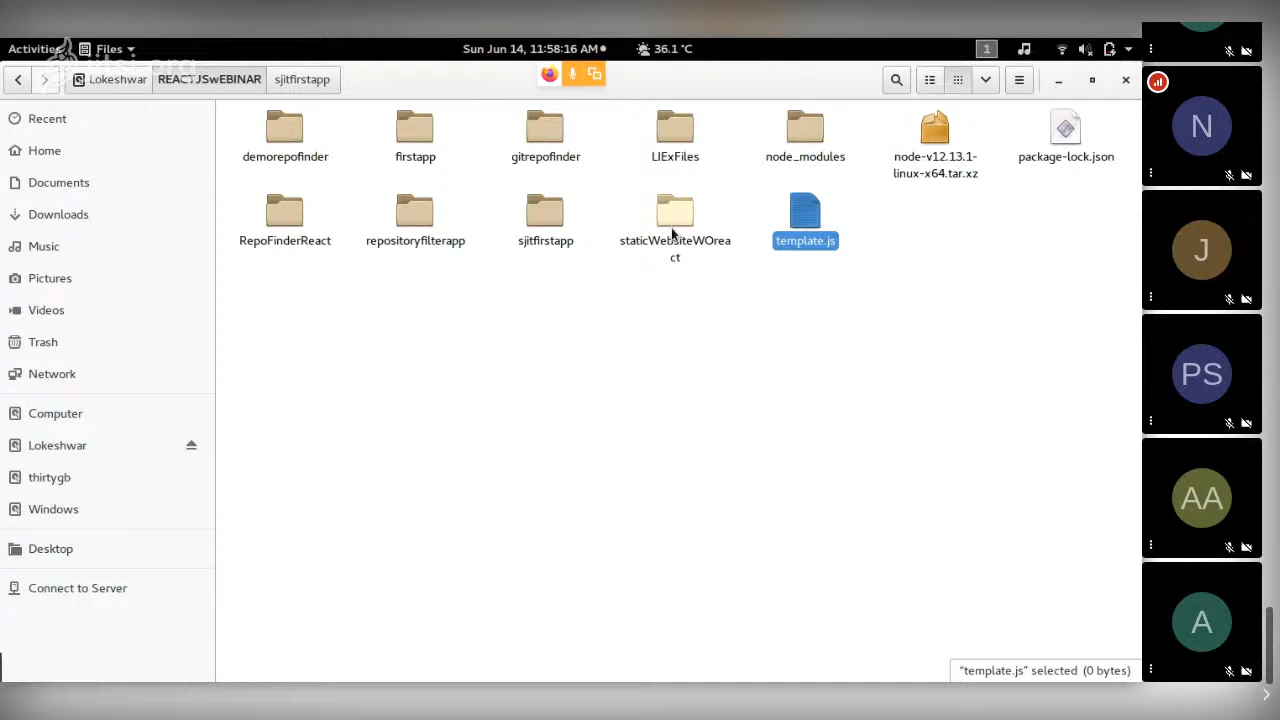 Activities Files Sun Jun 14, 11:58:16 AM 36.1 °C 1
Lokeshwar REACTJSwEBINAR sjitfirstapp
Recent
Home
Documents
Downloads
Music
Pictures
Videos
Trash
Network
Computer
Lokeshwar
thirtygb
Windows
Desktop
Connect to Server
demorepofinder firstapp gitrepofinder LIExFiles node_modules node-v12.13.1- package-lock.json
linux-x64.tar.xz
RepoFinderReact repositoryfilterapp sjitfirstapp staticWebsiteWOrea template.js
ct
"template.js" selected (0 bytes)
N
J
PS
AA
A